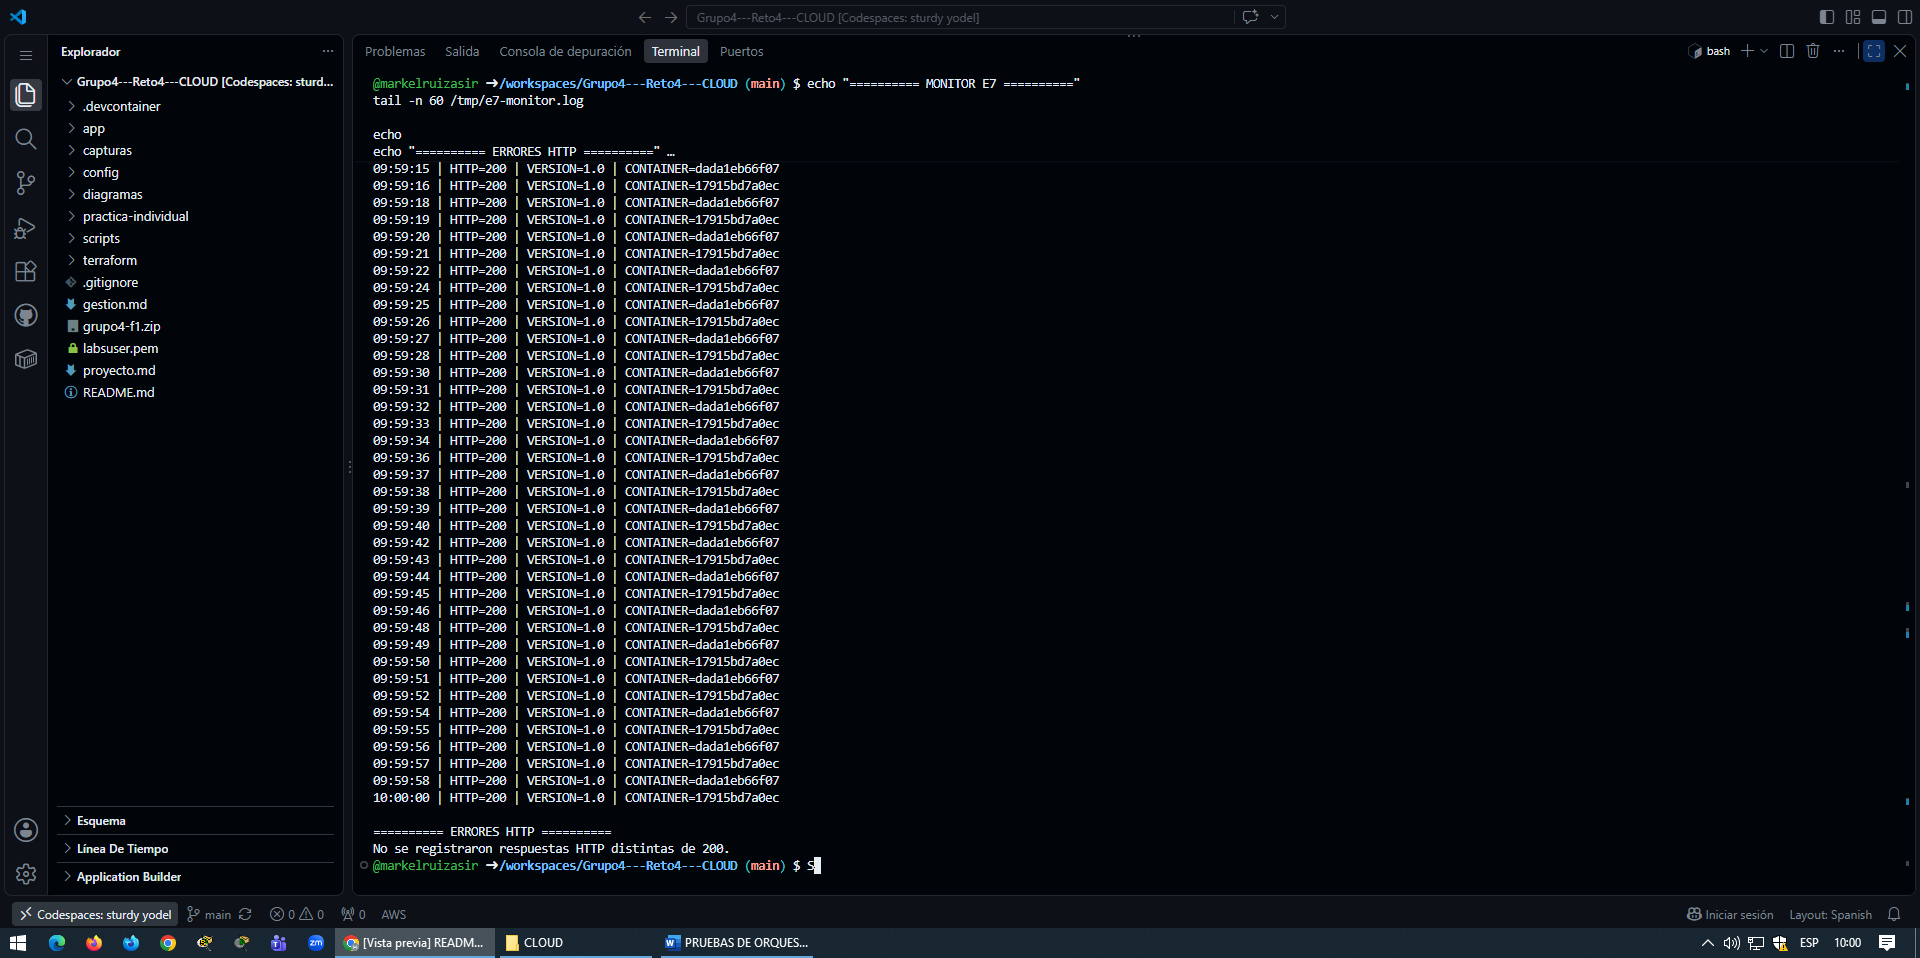 Grupo4---Reto4---CLOUD [Codespaces: sturdy yodel]
Explorador
Grupo4---Reto4---CLOUD [Codespaces: sturd...
.devcontainer
app
capturas
config
diagramas
practica-individual
scripts
terraform
.gitignore
gestion.md
grupo4-f1.zip
labsuser.pem
proyecto.md
README.md
Esquema
Línea De Tiempo
Application Builder
Problemas Salida Consola de depuración Terminal Puertos
bash
@markelruizasir ➜/workspaces/Grupo4---Reto4---CLOUD (main) $ echo "========== MONITOR E7 =========="
tail -n 60 /tmp/e7-monitor.log
echo
echo "========== ERRORES HTTP ==========" …
09:59:15 | HTTP=200 | VERSION=1.0 | CONTAINER=dada1eb66f07
09:59:16 | HTTP=200 | VERSION=1.0 | CONTAINER=17915bd7a0ec
09:59:18 | HTTP=200 | VERSION=1.0 | CONTAINER=dada1eb66f07
09:59:19 | HTTP=200 | VERSION=1.0 | CONTAINER=17915bd7a0ec
09:59:20 | HTTP=200 | VERSION=1.0 | CONTAINER=dada1eb66f07
09:59:21 | HTTP=200 | VERSION=1.0 | CONTAINER=17915bd7a0ec
09:59:22 | HTTP=200 | VERSION=1.0 | CONTAINER=dada1eb66f07
09:59:24 | HTTP=200 | VERSION=1.0 | CONTAINER=17915bd7a0ec
09:59:25 | HTTP=200 | VERSION=1.0 | CONTAINER=dada1eb66f07
09:59:26 | HTTP=200 | VERSION=1.0 | CONTAINER=17915bd7a0ec
09:59:27 | HTTP=200 | VERSION=1.0 | CONTAINER=dada1eb66f07
09:59:28 | HTTP=200 | VERSION=1.0 | CONTAINER=17915bd7a0ec
09:59:30 | HTTP=200 | VERSION=1.0 | CONTAINER=dada1eb66f07
09:59:31 | HTTP=200 | VERSION=1.0 | CONTAINER=17915bd7a0ec
09:59:32 | HTTP=200 | VERSION=1.0 | CONTAINER=dada1eb66f07
09:59:33 | HTTP=200 | VERSION=1.0 | CONTAINER=17915bd7a0ec
09:59:34 | HTTP=200 | VERSION=1.0 | CONTAINER=dada1eb66f07
09:59:36 | HTTP=200 | VERSION=1.0 | CONTAINER=17915bd7a0ec
09:59:37 | HTTP=200 | VERSION=1.0 | CONTAINER=dada1eb66f07
09:59:38 | HTTP=200 | VERSION=1.0 | CONTAINER=17915bd7a0ec
09:59:39 | HTTP=200 | VERSION=1.0 | CONTAINER=dada1eb66f07
09:59:40 | HTTP=200 | VERSION=1.0 | CONTAINER=17915bd7a0ec
09:59:42 | HTTP=200 | VERSION=1.0 | CONTAINER=dada1eb66f07
09:59:43 | HTTP=200 | VERSION=1.0 | CONTAINER=17915bd7a0ec
09:59:44 | HTTP=200 | VERSION=1.0 | CONTAINER=dada1eb66f07
09:59:45 | HTTP=200 | VERSION=1.0 | CONTAINER=17915bd7a0ec
09:59:46 | HTTP=200 | VERSION=1.0 | CONTAINER=dada1eb66f07
09:59:48 | HTTP=200 | VERSION=1.0 | CONTAINER=17915bd7a0ec
09:59:49 | HTTP=200 | VERSION=1.0 | CONTAINER=dada1eb66f07
09:59:50 | HTTP=200 | VERSION=1.0 | CONTAINER=17915bd7a0ec
09:59:51 | HTTP=200 | VERSION=1.0 | CONTAINER=dada1eb66f07
09:59:52 | HTTP=200 | VERSION=1.0 | CONTAINER=17915bd7a0ec
09:59:54 | HTTP=200 | VERSION=1.0 | CONTAINER=dada1eb66f07
09:59:55 | HTTP=200 | VERSION=1.0 | CONTAINER=17915bd7a0ec
09:59:56 | HTTP=200 | VERSION=1.0 | CONTAINER=dada1eb66f07
09:59:57 | HTTP=200 | VERSION=1.0 | CONTAINER=17915bd7a0ec
09:59:58 | HTTP=200 | VERSION=1.0 | CONTAINER=dada1eb66f07
10:00:00 | HTTP=200 | VERSION=1.0 | CONTAINER=17915bd7a0ec
========== ERRORES HTTP ==========
No se registraron respuestas HTTP distintas de 200.
@markelruizasir ➜/workspaces/Grupo4---Reto4---CLOUD (main) $ S
Codespaces: sturdy yodel main 0 0 0 AWS
Iniciar sesión Layout: Spanish
[Vista previa] READM... CLOUD PRUEBAS DE ORQUES...
ESP 10:00